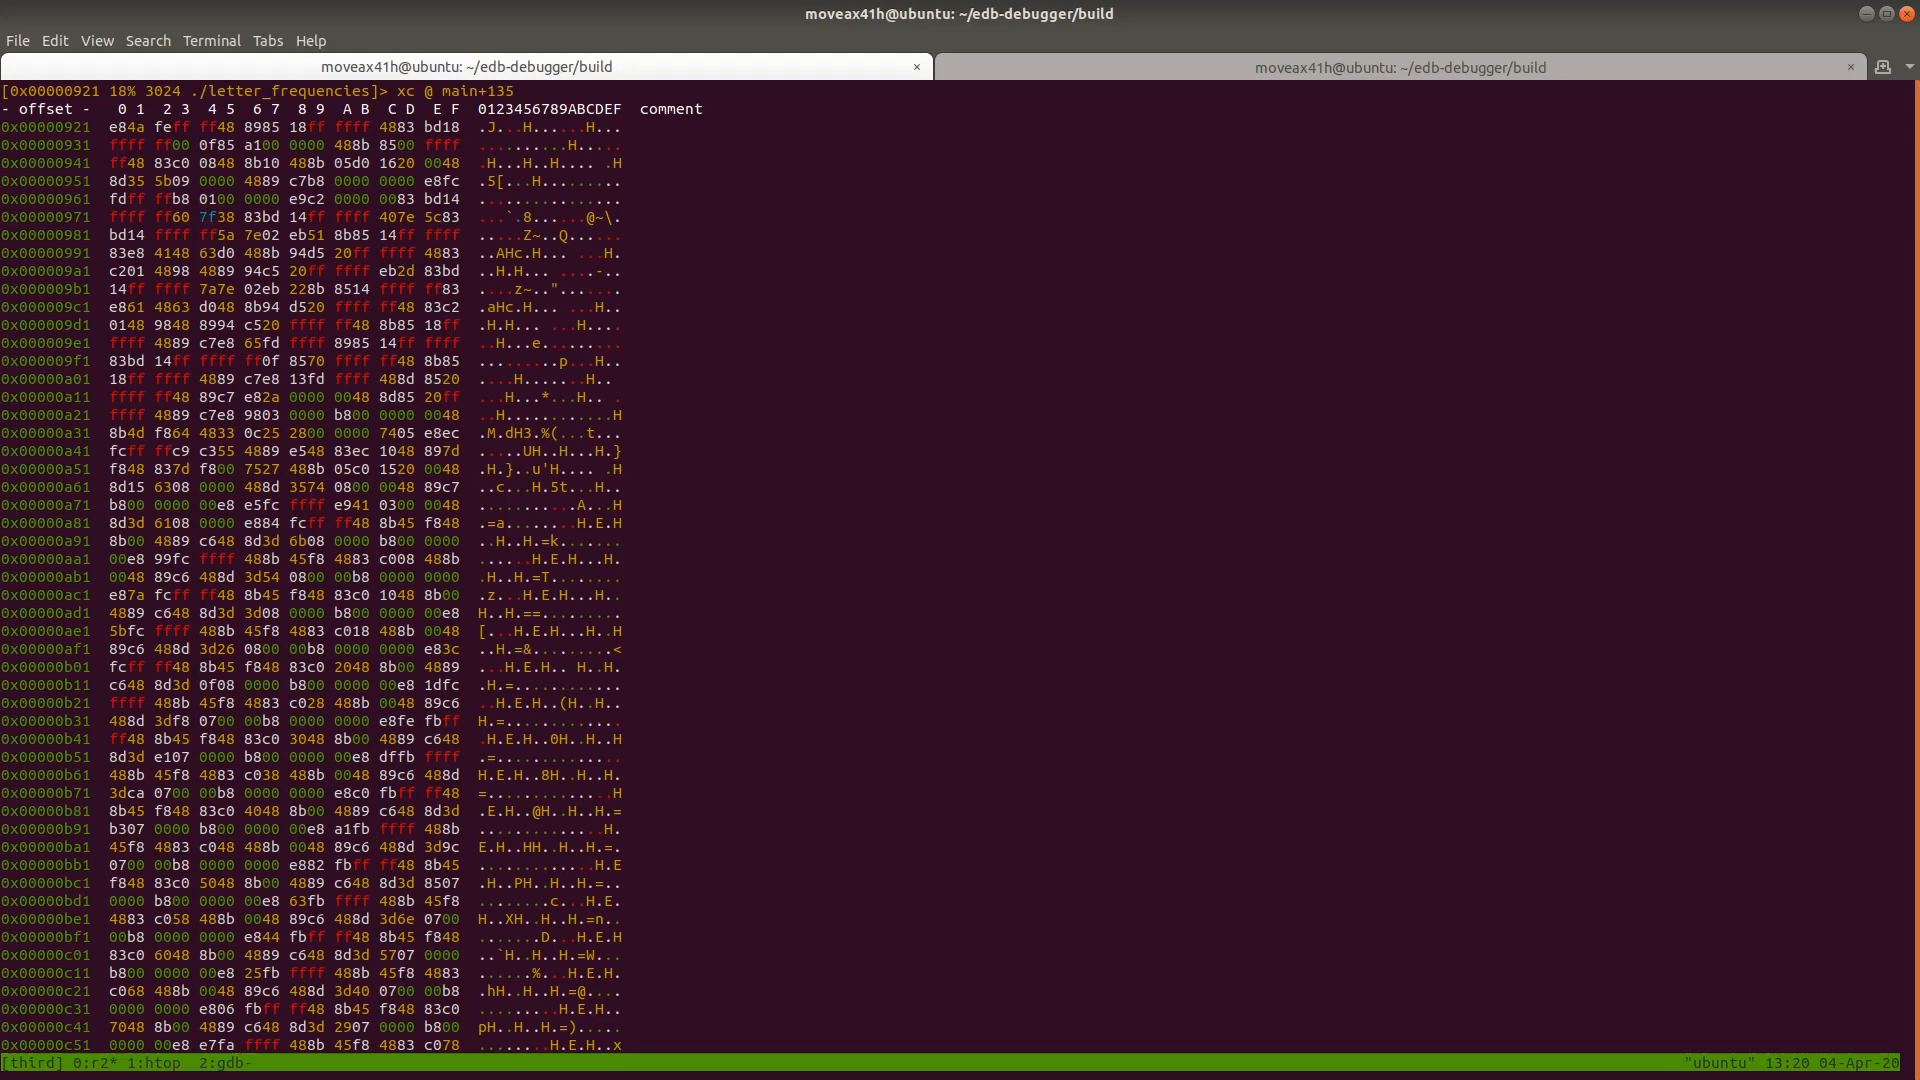 moveax41h@ubuntu: ~/edb-debugger/build
File Edit View Search Terminal Tabs Help
moveax41h@ubuntu: ~/edb-debugger/build × moveax41h@ubuntu: ~/edb-debugger/build ×
[0x00000921 18% 3024 ./letter_frequencies]> xc @ main+135
- offset -   0 1  2 3  4 5  6 7  8 9  A B  C D  E F  0123456789ABCDEF  comment
0x00000921  e84a feff ff48 8985 18ff ffff 4883 bd18  .J...H......H...
0x00000931  ffff ff00 0f85 a100 0000 488b 8500 ffff  ..........H.....
0x00000941  ff48 83c0 0848 8b10 488b 05d0 1620 0048  .H...H..H.... .H
0x00000951  8d35 5b09 0000 4889 c7b8 0000 0000 e8fc  .5[...H.........
0x00000961  fdff ffb8 0100 0000 e9c2 0000 0083 bd14  ................
0x00000971  ffff ff60 7f38 83bd 14ff ffff 407e 5c83  ...`.8......@~\.
0x00000981  bd14 ffff ff5a 7e02 eb51 8b85 14ff ffff  .....Z~..Q......
0x00000991  83e8 4148 63d0 488b 94d5 20ff ffff 4883  ..AHc.H... ...H.
0x000009a1  c201 4898 4889 94c5 20ff ffff eb2d 83bd  ..H.H... ....-..
0x000009b1  14ff ffff 7a7e 02eb 228b 8514 ffff ff83  ....z~..".......
0x000009c1  e861 4863 d048 8b94 d520 ffff ff48 83c2  .aHc.H... ...H..
0x000009d1  0148 9848 8994 c520 ffff ff48 8b85 18ff  .H.H... ...H....
0x000009e1  ffff 4889 c7e8 65fd ffff 8985 14ff ffff  ..H...e.........
0x000009f1  83bd 14ff ffff ff0f 8570 ffff ff48 8b85  .........p...H..
0x00000a01  18ff ffff 4889 c7e8 13fd ffff 488d 8520  ....H.......H.. 
0x00000a11  ffff ff48 89c7 e82a 0000 0048 8d85 20ff  ...H...*...H.. .
0x00000a21  ffff 4889 c7e8 9803 0000 b800 0000 0048  ..H............H
0x00000a31  8b4d f864 4833 0c25 2800 0000 7405 e8ec  .M.dH3.%(...t...
0x00000a41  fcff ffc9 c355 4889 e548 83ec 1048 897d  .....UH..H...H.}
0x00000a51  f848 837d f800 7527 488b 05c0 1520 0048  .H.}..u'H.... .H
0x00000a61  8d15 6308 0000 488d 3574 0800 0048 89c7  ..c...H.5t...H..
0x00000a71  b800 0000 00e8 e5fc ffff e941 0300 0048  ...........A...H
0x00000a81  8d3d 6108 0000 e884 fcff ff48 8b45 f848  .=a........H.E.H
0x00000a91  8b00 4889 c648 8d3d 6b08 0000 b800 0000  ..H..H.=k.......
0x00000aa1  00e8 99fc ffff 488b 45f8 4883 c008 488b  ......H.E.H...H.
0x00000ab1  0048 89c6 488d 3d54 0800 00b8 0000 0000  .H..H.=T........
0x00000ac1  e87a fcff ff48 8b45 f848 83c0 1048 8b00  .z...H.E.H...H..
0x00000ad1  4889 c648 8d3d 3d08 0000 b800 0000 00e8  H..H.==.........
0x00000ae1  5bfc ffff 488b 45f8 4883 c018 488b 0048  [...H.E.H...H..H
0x00000af1  89c6 488d 3d26 0800 00b8 0000 0000 e83c  ..H.=&.........<
0x00000b01  fcff ff48 8b45 f848 83c0 2048 8b00 4889  ...H.E.H.. H..H.
0x00000b11  c648 8d3d 0f08 0000 b800 0000 00e8 1dfc  .H.=............
0x00000b21  ffff 488b 45f8 4883 c028 488b 0048 89c6  ..H.E.H..(H..H..
0x00000b31  488d 3df8 0700 00b8 0000 0000 e8fe fbff  H.=.............
0x00000b41  ff48 8b45 f848 83c0 3048 8b00 4889 c648  .H.E.H..0H..H..H
0x00000b51  8d3d e107 0000 b800 0000 00e8 dffb ffff  .=..............
0x00000b61  488b 45f8 4883 c038 488b 0048 89c6 488d  H.E.H..8H..H..H.
0x00000b71  3dca 0700 00b8 0000 0000 e8c0 fbff ff48  =..............H
0x00000b81  8b45 f848 83c0 4048 8b00 4889 c648 8d3d  .E.H..@H..H..H.=
0x00000b91  b307 0000 b800 0000 00e8 a1fb ffff 488b  ..............H.
0x00000ba1  45f8 4883 c048 488b 0048 89c6 488d 3d9c  E.H..HH..H..H.=.
0x00000bb1  0700 00b8 0000 0000 e882 fbff ff48 8b45  .............H.E
0x00000bc1  f848 83c0 5048 8b00 4889 c648 8d3d 8507  .H..PH..H..H.=..
0x00000bd1  0000 b800 0000 00e8 63fb ffff 488b 45f8  ........c...H.E.
0x00000be1  4883 c058 488b 0048 89c6 488d 3d6e 0700  H..XH..H..H.=n..
0x00000bf1  00b8 0000 0000 e844 fbff ff48 8b45 f848  .......D...H.E.H
0x00000c01  83c0 6048 8b00 4889 c648 8d3d 5707 0000  ..`H..H..H.=W...
0x00000c11  b800 0000 00e8 25fb ffff 488b 45f8 4883  ......%...H.E.H.
0x00000c21  c068 488b 0048 89c6 488d 3d40 0700 00b8  .hH..H..H.=@....
0x00000c31  0000 0000 e806 fbff ff48 8b45 f848 83c0  .........H.E.H..
0x00000c41  7048 8b00 4889 c648 8d3d 2907 0000 b800  pH..H..H.=).....
0x00000c51  0000 00e8 e7fa ffff 488b 45f8 4883 c078  ........H.E.H..x
[third] 0:r2* 1:htop  2:gdb- "ubuntu" 13:20 04-Apr-20